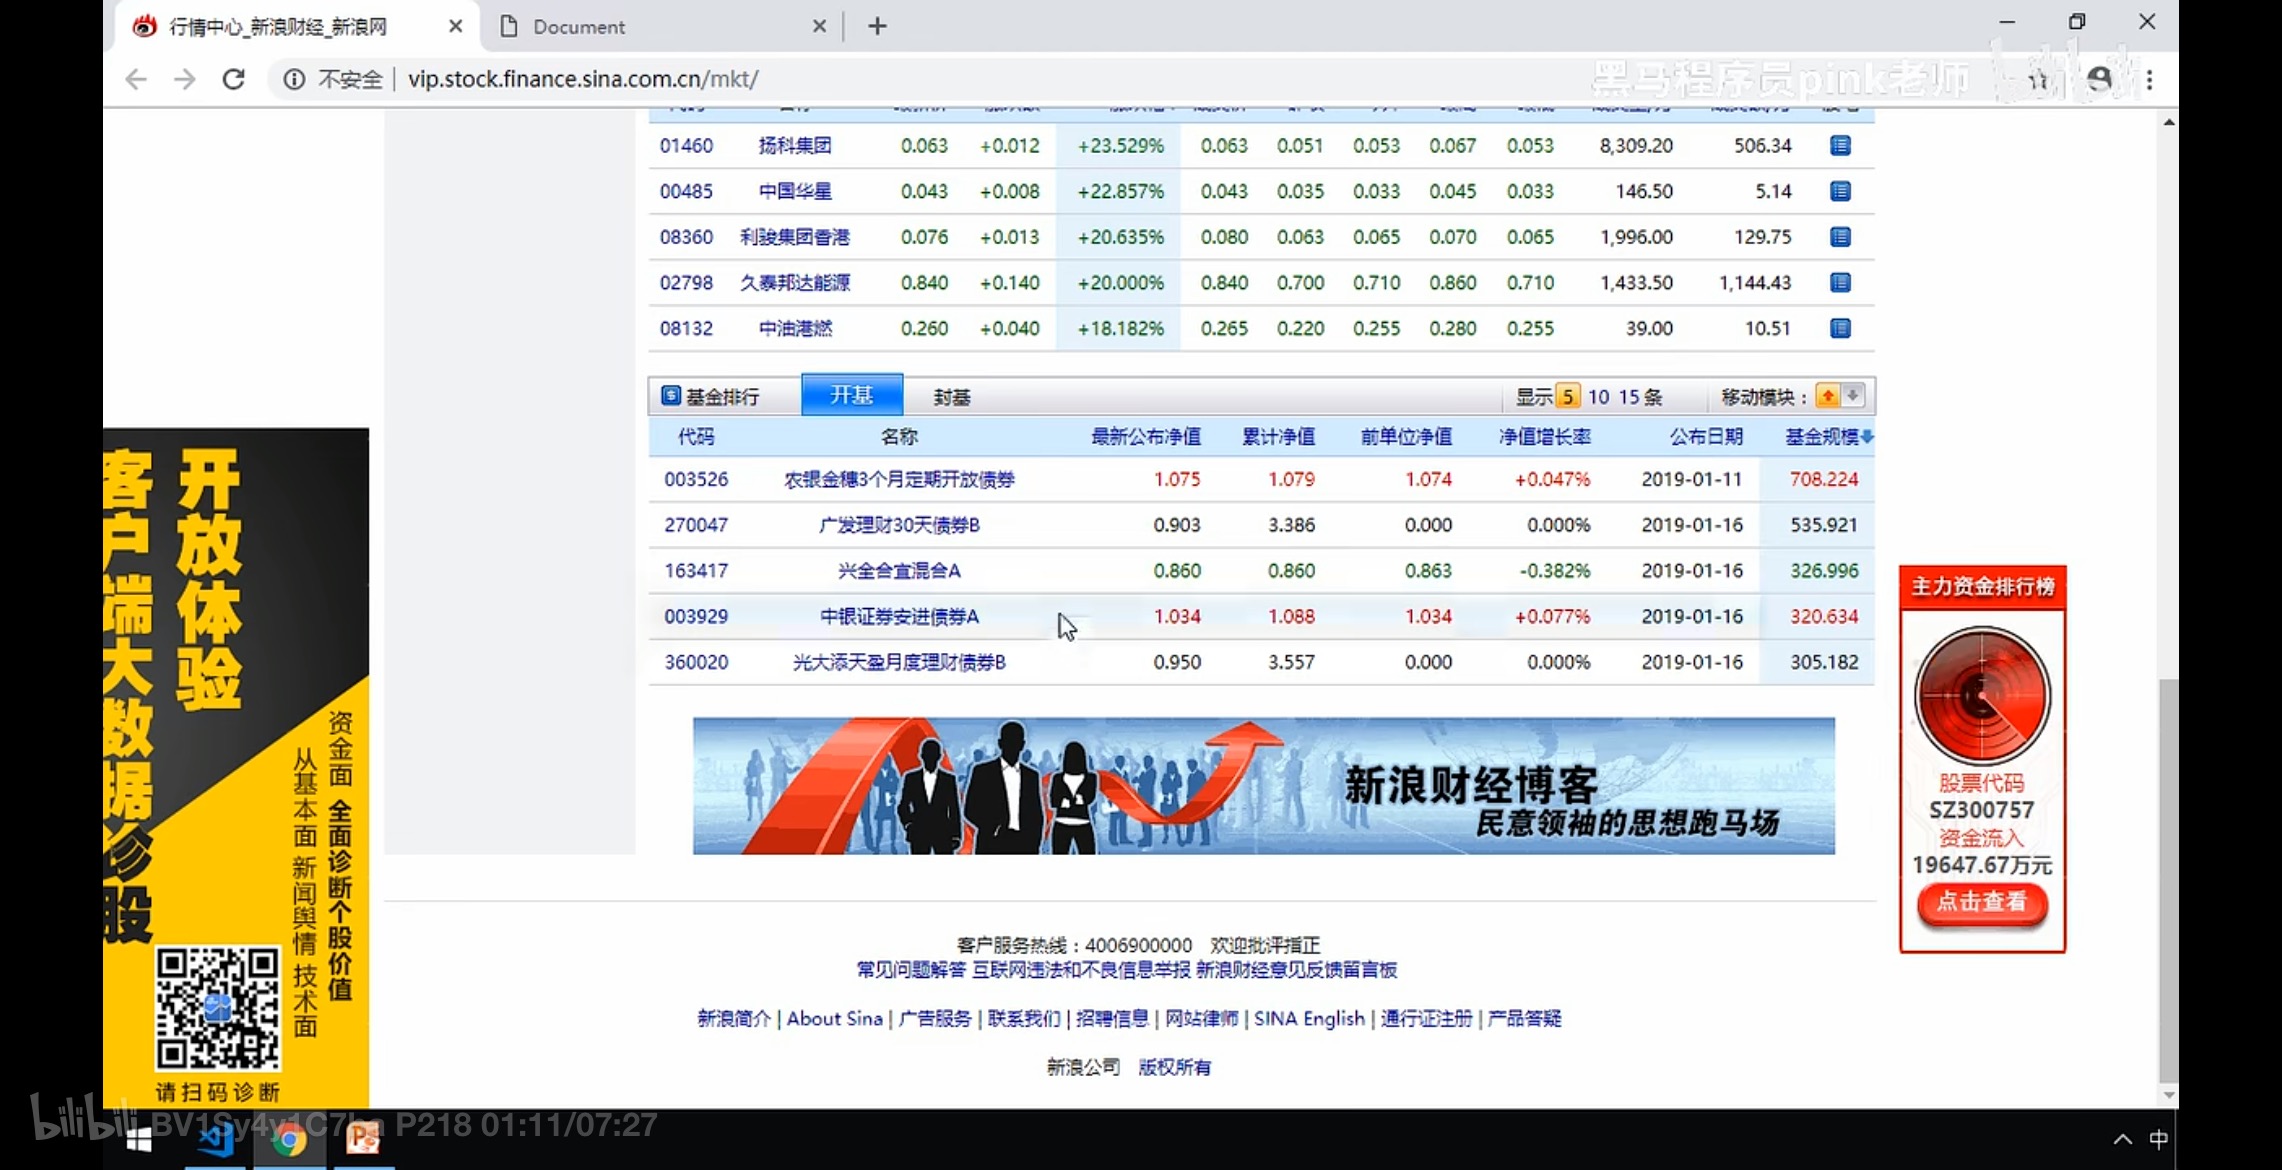 行情中心_新浪财经_新浪网
Document
不安全 | vip.stock.finance.sina.com.cn/mkt/
黑马程序员pink老师
bilibili
01460 扬科集团 0.063 +0.012 +23.529% 0.063 0.051 0.053 0.067 0.053 8,309.20 506.34
00485 中国华星 0.043 +0.008 +22.857% 0.043 0.035 0.033 0.045 0.033 146.50 5.14
08360 利骏集团香港 0.076 +0.013 +20.635% 0.080 0.063 0.065 0.070 0.065 1,996.00 129.75
02798 久泰邦达能源 0.840 +0.140 +20.000% 0.840 0.700 0.710 0.860 0.710 1,433.50 1,144.43
08132 中油港燃 0.260 +0.040 +18.182% 0.265 0.220 0.255 0.280 0.255 39.00 10.51
基金排行 开基 封基 显示 5 10 15 条 移动模块：
代码 名称 最新公布净值 累计净值 前单位净值 净值增长率 公布日期 基金规模
003526 农银金穗3个月定期开放债券 1.075 1.079 1.074 +0.047% 2019-01-11 708.224
270047 广发理财30天债券B 0.903 3.386 0.000 0.000% 2019-01-16 535.921
163417 兴全合宜混合A 0.860 0.860 0.863 -0.382% 2019-01-16 326.996
003929 中银证券安进债券A 1.034 1.088 1.034 +0.077% 2019-01-16 320.634
360020 光大添天盈月度理财债券B 0.950 3.557 0.000 0.000% 2019-01-16 305.182
开放体验
客户端大数据诊股
资金面 全面诊断个股价值
从基本面 新闻舆情 技术面
请扫码诊断
新浪财经博客
民意领袖的思想跑马场
主力资金排行榜
股票代码
SZ300757
资金流入
19647.67万元
点击查看
客户服务热线：4006900000 欢迎批评指正
常见问题解答 互联网违法和不良信息举报 新浪财经意见反馈留言板
新浪简介 | About Sina | 广告服务 | 联系我们 | 招聘信息 | 网站律师 | SINA English | 通行证注册 | 产品答疑
新浪公司 版权所有
bilibili P218 01:11/07:27
中